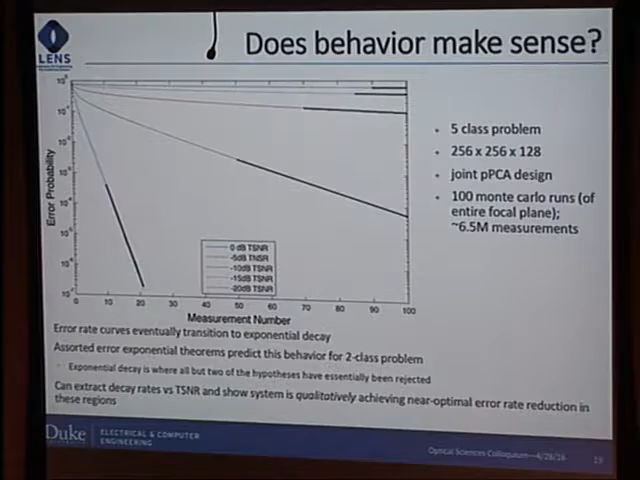 LENS
Does behavior make sense?
Error Probability
0 dB TSNR
-5dB TNSR
-10dB TSNR
-15dB TSNR
-20dB TSNR
0 10 20 30 40 50 60 70 80 90 100
Measurement Number
• 5 class problem
• 256 x 256 x 128
• joint pPCA design
• 100 monte carlo runs (of
entire focal plane);
~6.5M measurements
Error rate curves eventually transition to exponential decay
Assorted error exponential theorems predict this behavior for 2-class problem
Exponential decay is where all but two of the hypotheses have essentially been rejected
Can extract decay rates vs TSNR and show system is qualitatively achieving near-optimal error rate reduction in
these regions
Duke
ELECTRICAL & COMPUTER
ENGINEERING
Optical Sciences Colloquium—4/28/16
19